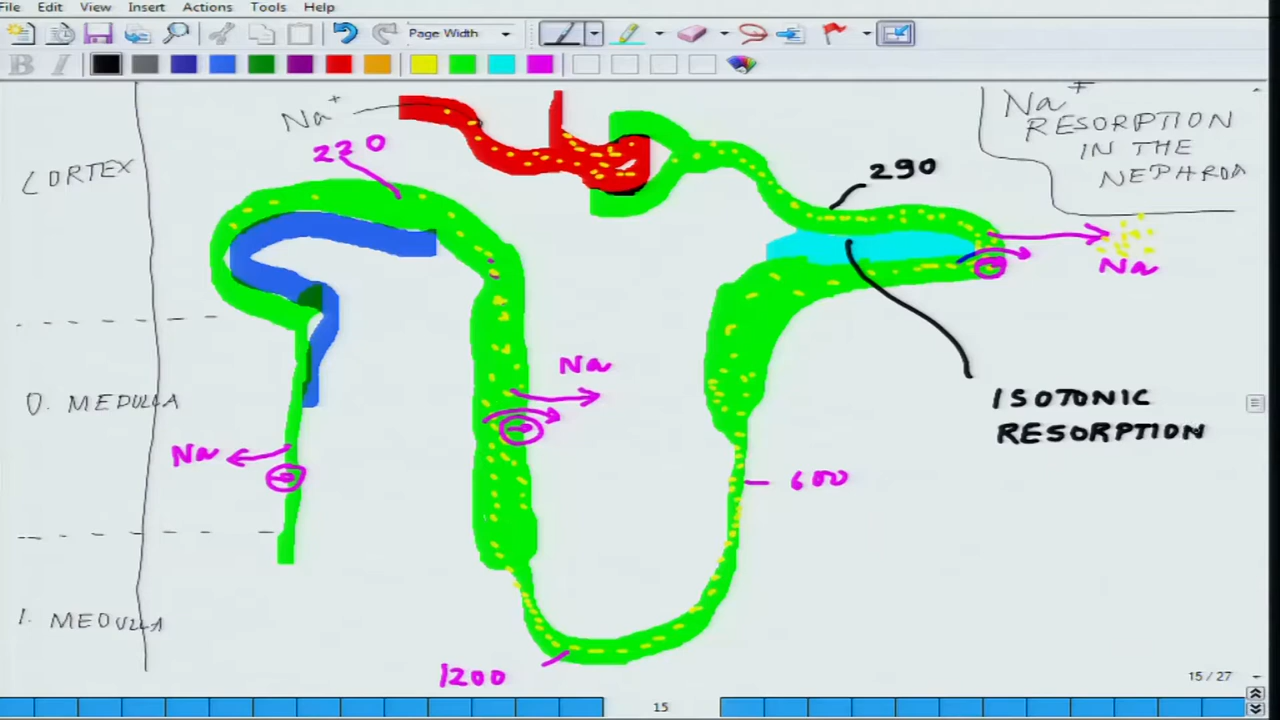 File Edit View Insert Actions Tools Help
Page Width
B I
Na+
RESORPTION
IN THE
NEPHROA
Na+
220
CORTEX
290
Na
Na
ISOTONIC
RESORPTION
O. MEDULLA
Na
600
I. MEDULLA
1200
15 / 27
15